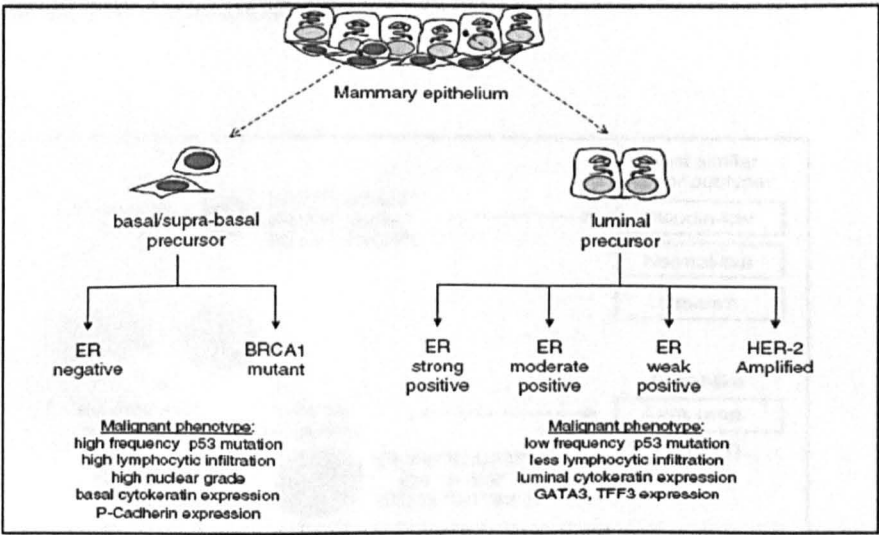 Mammary epithelium
basal/supra-basal
precursor
luminal
precursor
ER
negative
BRCA1
mutant
ER
strong
positive
ER
moderate
positive
ER
weak
positive
HER-2
Amplified
Malignant phenotype:
high frequency p53 mutation
high lymphocytic infiltration
high nuclear grade
basal cytokeratin expression
P-Cadherin expression
Malignant phenotype:
low frequency p53 mutation
less lymphocytic infiltration
luminal cytokeratin expression
GATA3, TFF3 expression